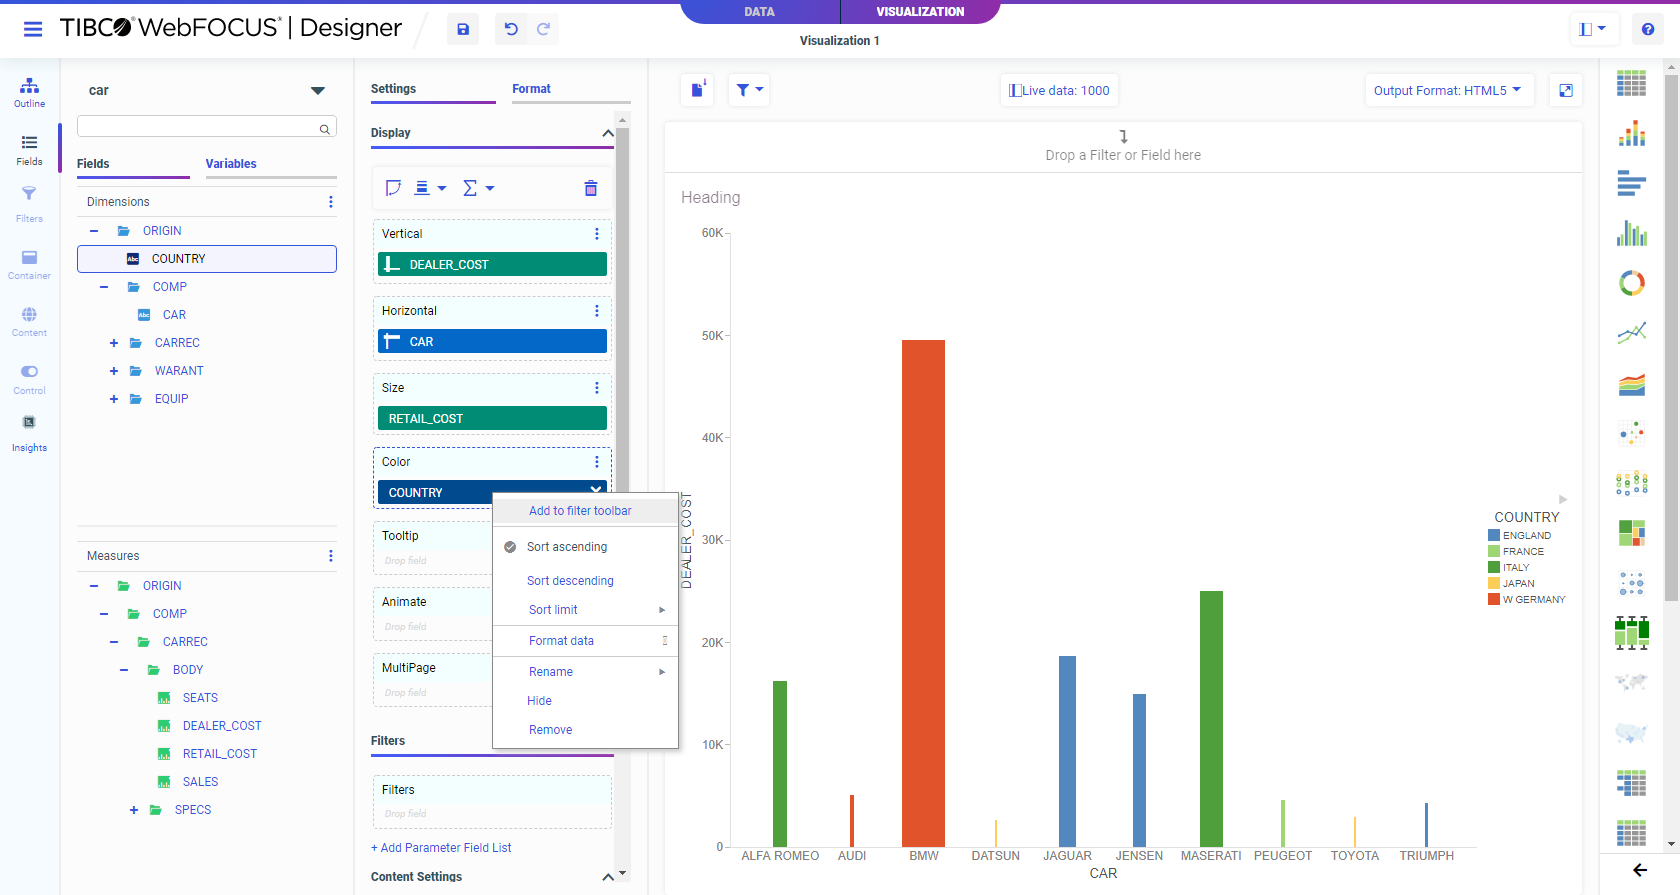 TIBCO WebFOCUS | Designer
DATA
VISUALIZATION
Visualization 1
Outline
Fields
Filters
Container
Content
Control
Insights
car
Fields
Variables
Dimensions
ORIGIN
Abc COUNTRY
COMP
Abc CAR
CARREC
WARANT
EQUIP
Measures
ORIGIN
COMP
CARREC
BODY
SEATS
DEALER_COST
RETAIL_COST
SALES
SPECS
Settings
Format
Display
Vertical
DEALER_COST
Horizontal
CAR
Size
RETAIL_COST
Color
COUNTRY
Tooltip
Drop field
Animate
Drop field
MultiPage
Drop field
Filters
Filters
Drop field
+ Add Parameter Field List
Content Settings
Add to filter toolbar
Sort ascending
Sort descending
Sort limit
Format data
Rename
Hide
Remove
Live data: 1000
Output Format: HTML5
Drop a Filter or Field here
Heading
60K
50K
40K
30K
20K
10K
0
DEALER_COST
ALFA ROMEO
AUDI
BMW
DATSUN
JAGUAR
JENSEN
MASERATI
PEUGEOT
TOYOTA
TRIUMPH
CAR
COUNTRY
ENGLAND
FRANCE
ITALY
JAPAN
W GERMANY